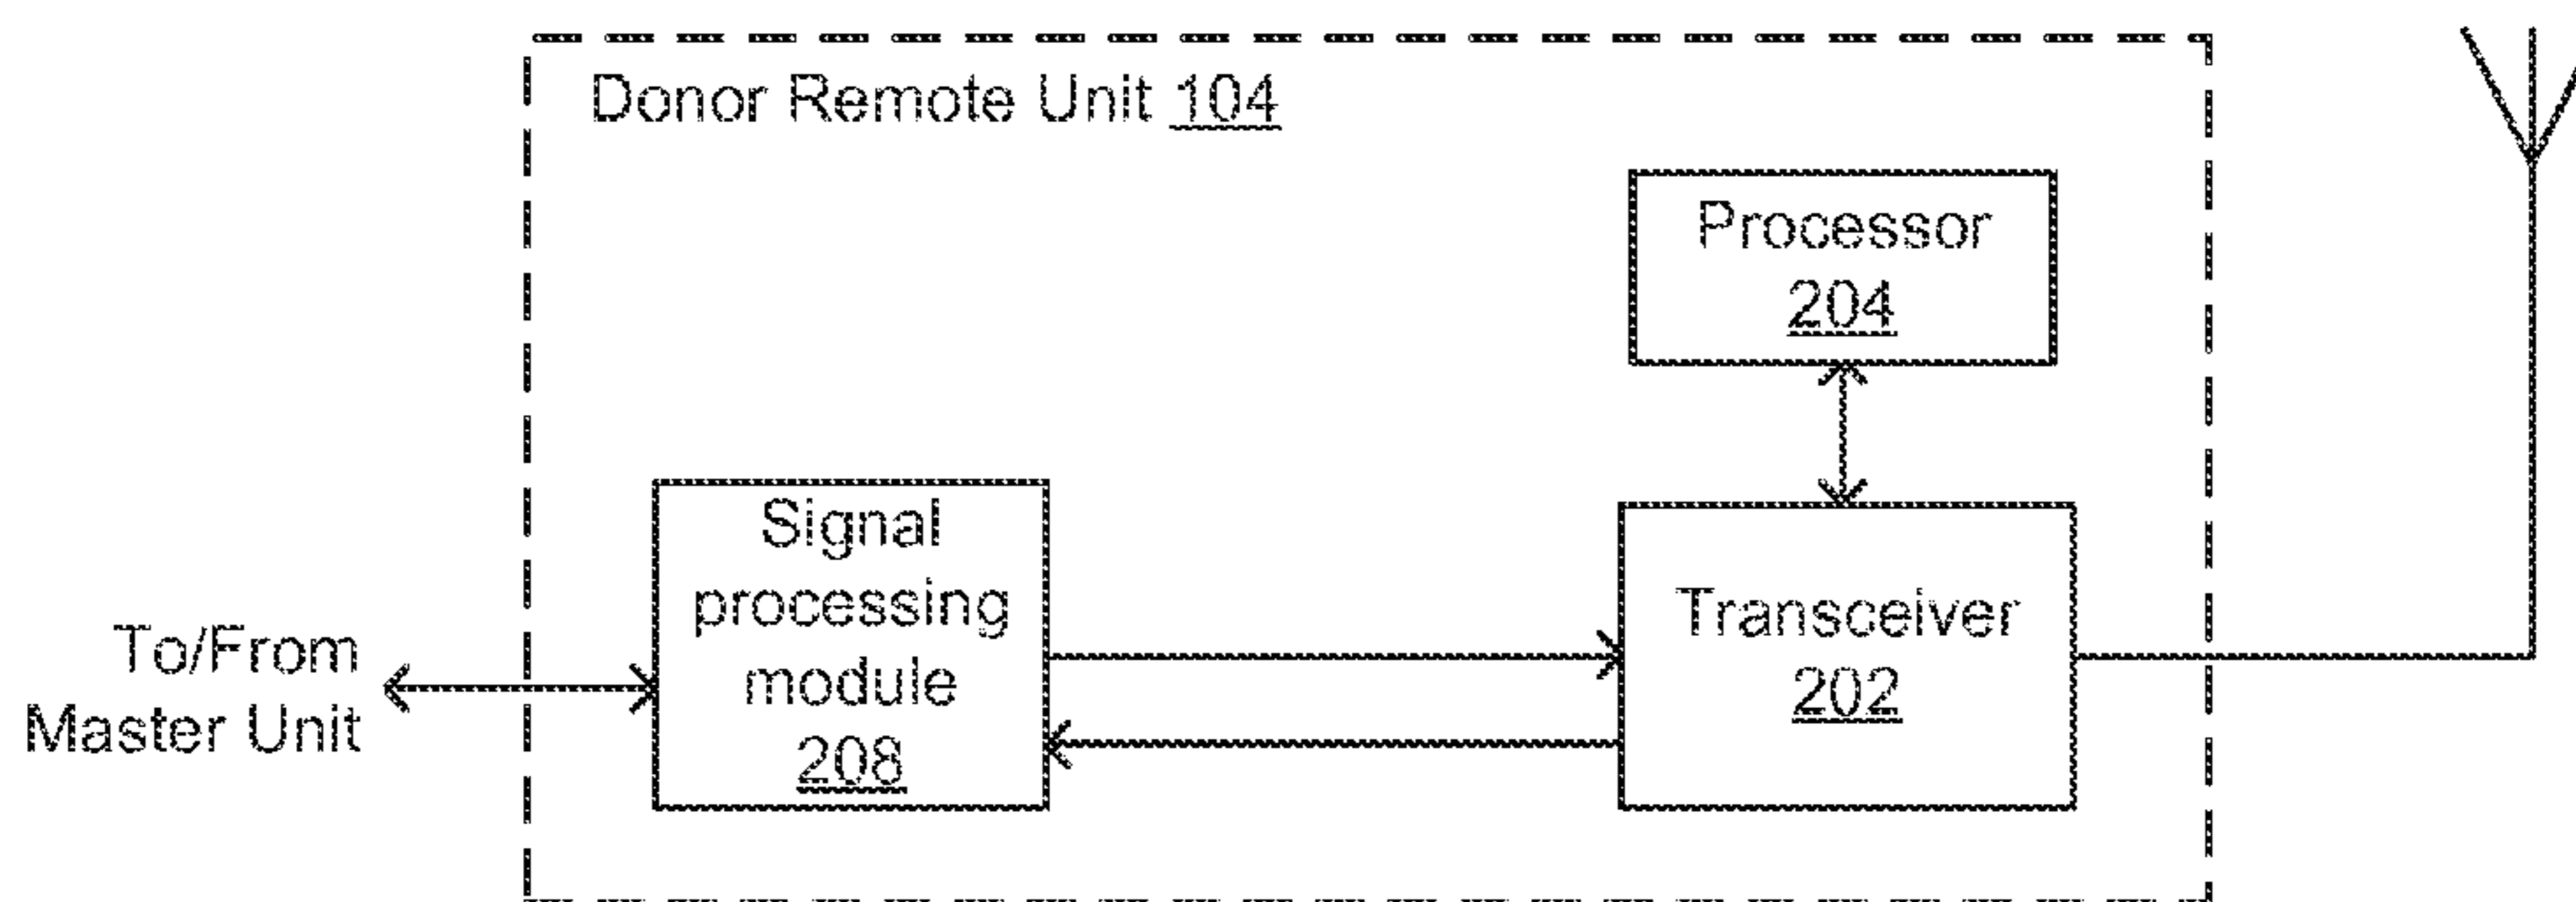 Donor Remote Unit 104
Processor
204
Signal
processing
module
208
Transceiver
202
To/From
Master Unit